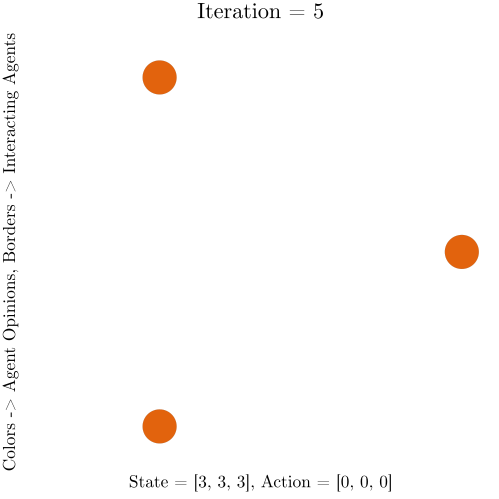 Iteration = 5
Colors -> Agent Opinions, Borders -> Interacting Agents
State = [3, 3, 3], Action = [0, 0, 0]